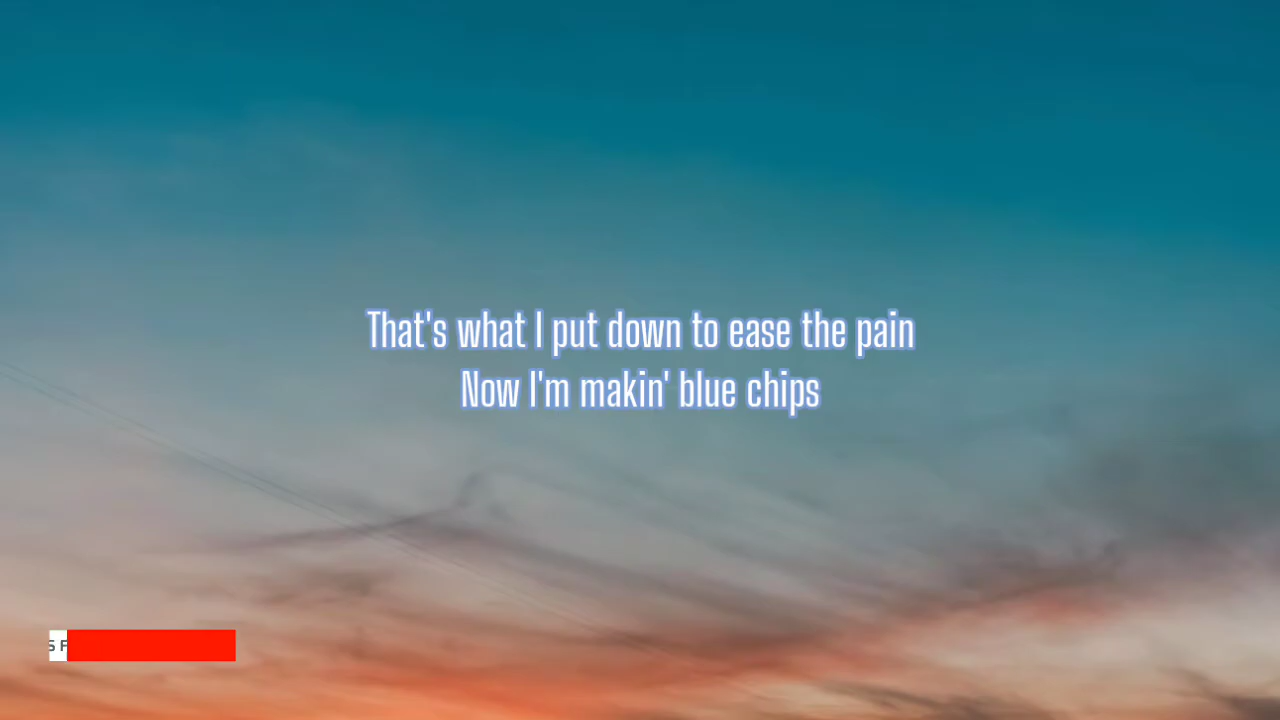 That's what I put down to ease the pain
Now I'm makin' blue chips